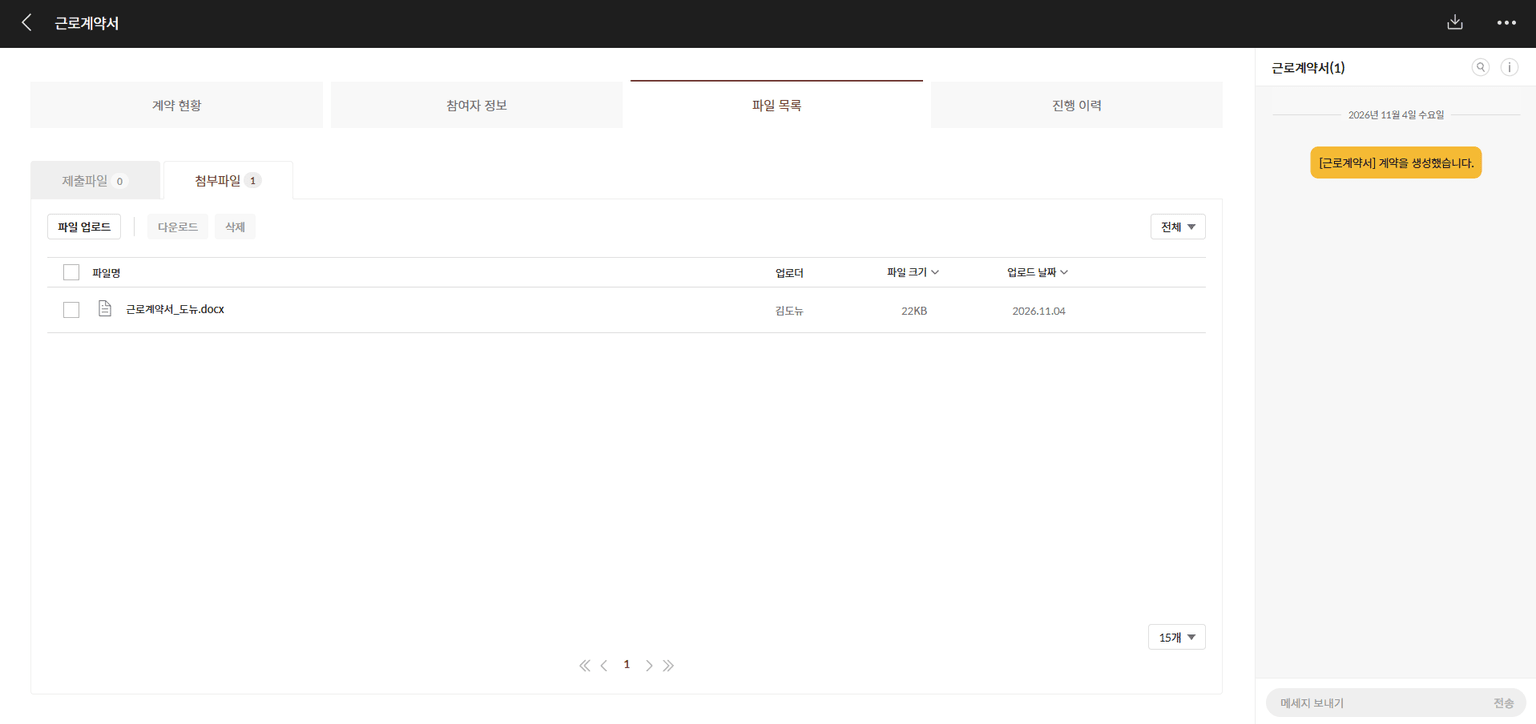 근로계약서
계약 현황
참여자 정보
파일 목록
진행 이력
제출파일 0
첨부파일 1
파일 업로드
다운로드
삭제
전체
파일명
업로더
파일 크기
업로드 날짜
근로계약서_도뉴.docx
김도뉴
22KB
2026.11.04
15개
1
근로계약서(1)
2026년 11월 4일 수요일
[근로계약서] 계약을 생성했습니다.
메세지 보내기
전송